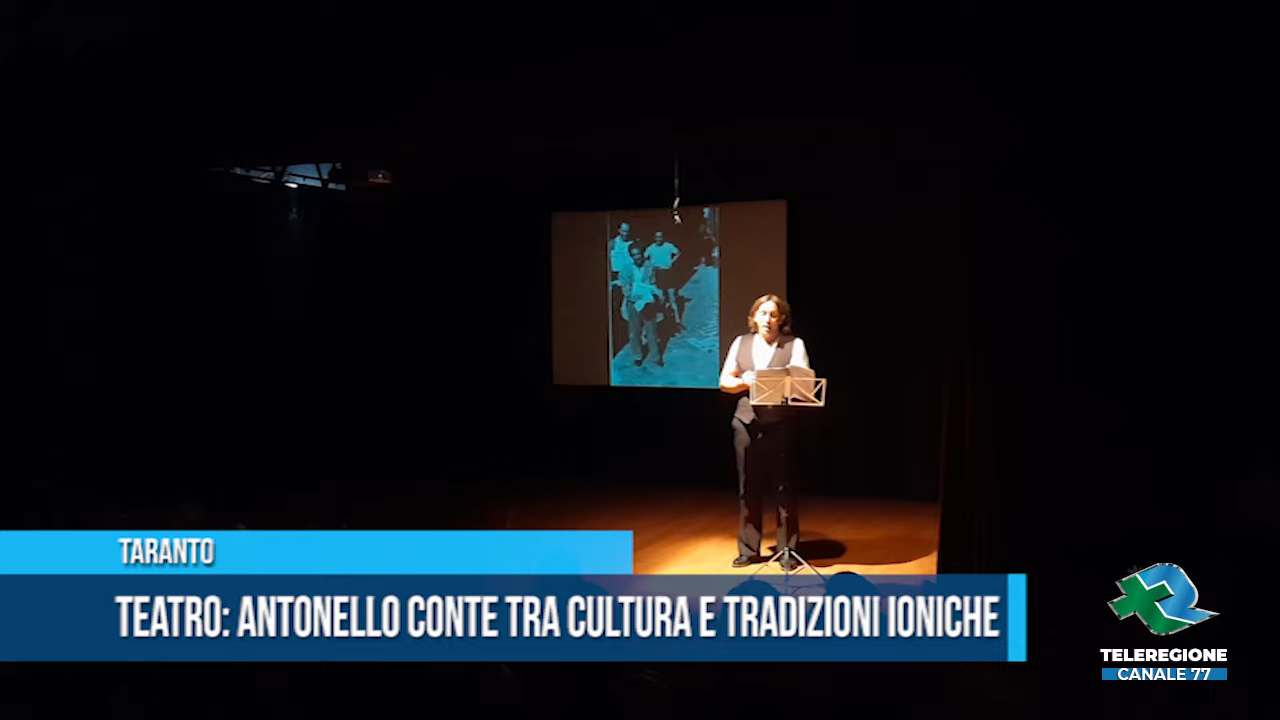 TARANTO
TEATRO: ANTONELLO CONTE TRA CULTURA E TRADIZIONI IONICHE
TELEREGIONE
CANALE 77